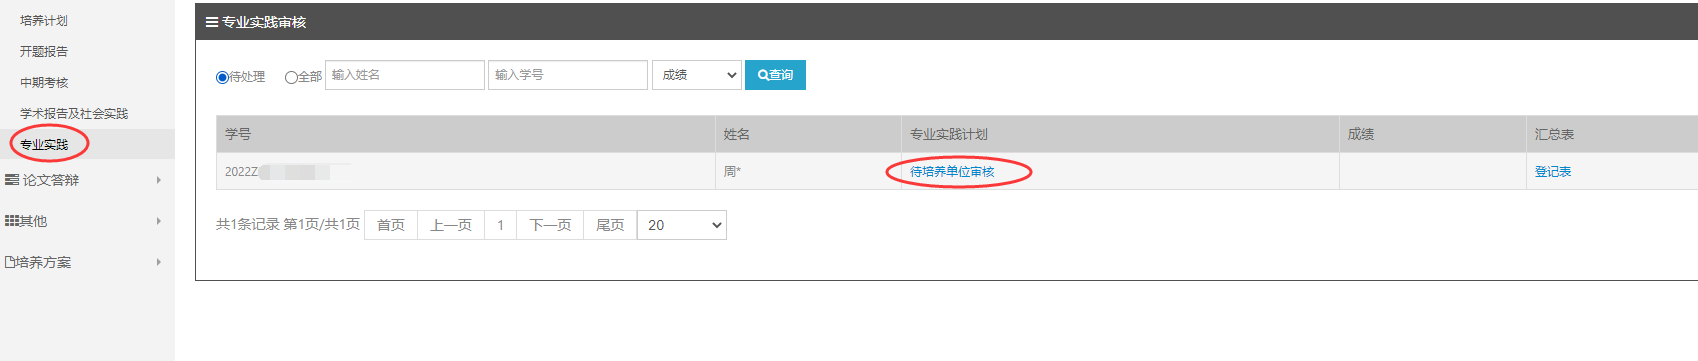 培养计划
开题报告
中期考核
学术报告及社会实践
专业实践
论文答辩
其他
培养方案
专业实践审核
待处理 全部 输入姓名 输入学号 成绩 查询
学号 姓名 专业实践计划 成绩 汇总表
2022Z 周* 待培养单位审核 登记表
共1条记录 第1页/共1页 首页 上一页 1 下一页 尾页 20